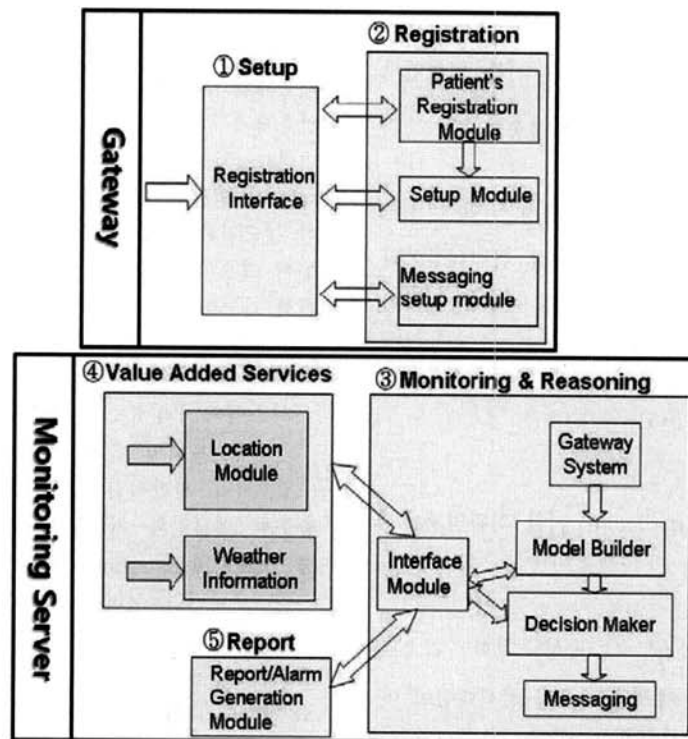 Gateway
① Setup
② Registration
Registration
Interface
Patient's
Registration
Module
Setup Module
Messaging
setup module
Monitoring Server
④ Value Added Services
Location
Module
Weather
Information
⑤ Report
Report/Alarm
Generation
Module
③ Monitoring & Reasoning
Gateway
System
Interface
Module
Model Builder
Decision Maker
Messaging